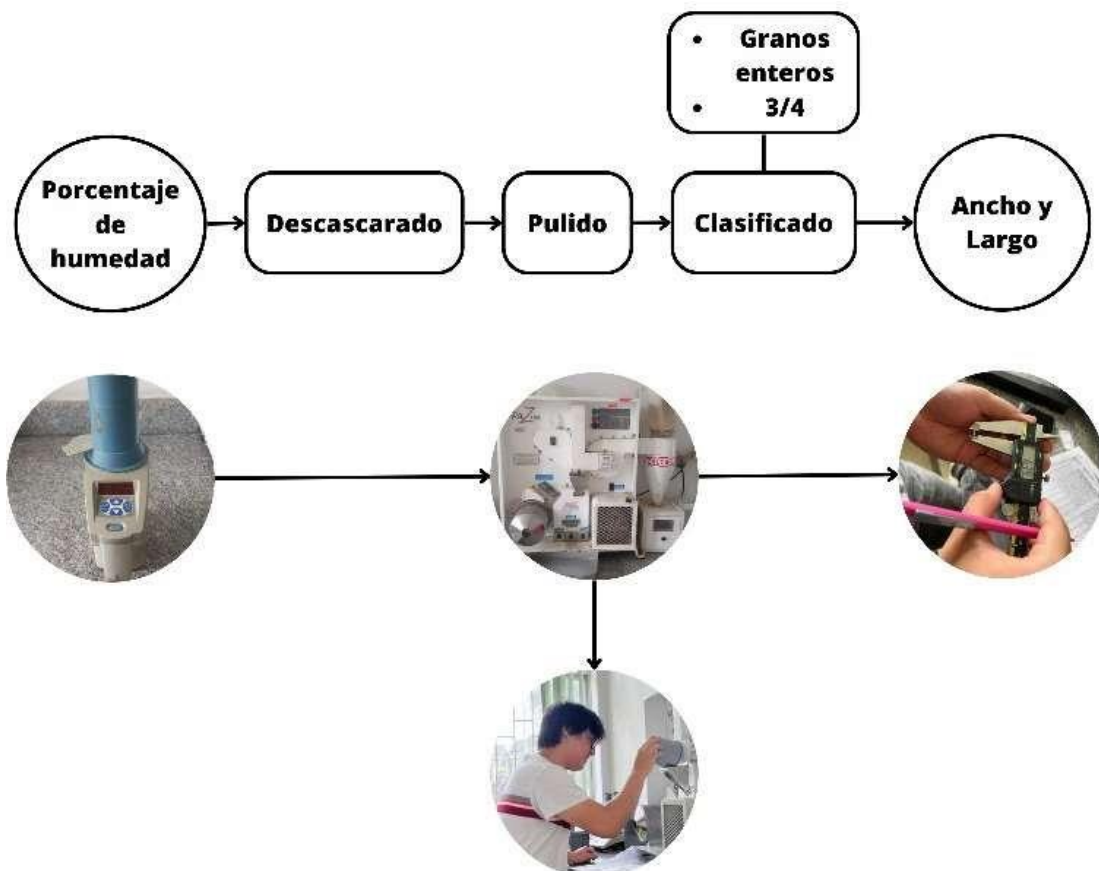 • Granos
enteros
• 3/4
Porcentaje
de
humedad
Descascarado
Pulido
Clasificado
Ancho y
Largo